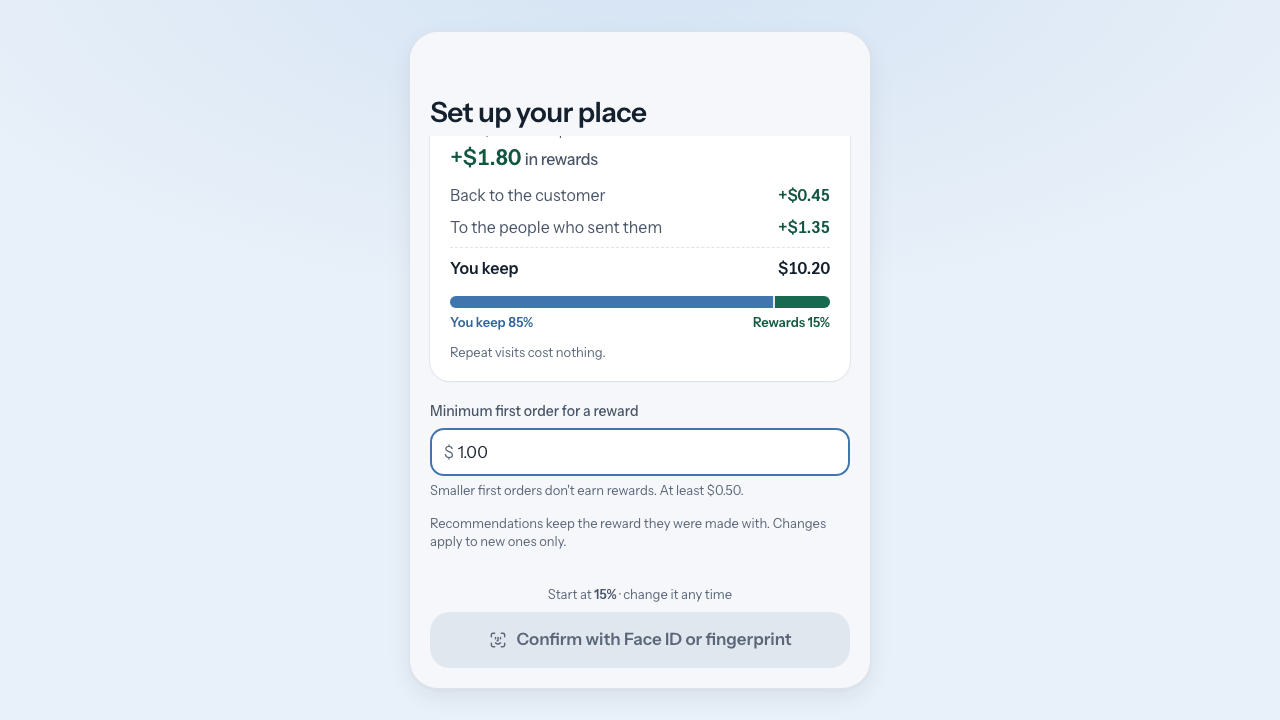 Set up your place
+$1.80 in rewards
Back to the customer +$0.45
To the people who sent them +$1.35
You keep $10.20
You keep 85% Rewards 15%
Repeat visits cost nothing.
Minimum first order for a reward
$ 1.00
Smaller first orders don't earn rewards. At least $0.50.
Recommendations keep the reward they were made with. Changes
apply to new ones only.
Start at 15% · change it any time
Confirm with Face ID or fingerprint